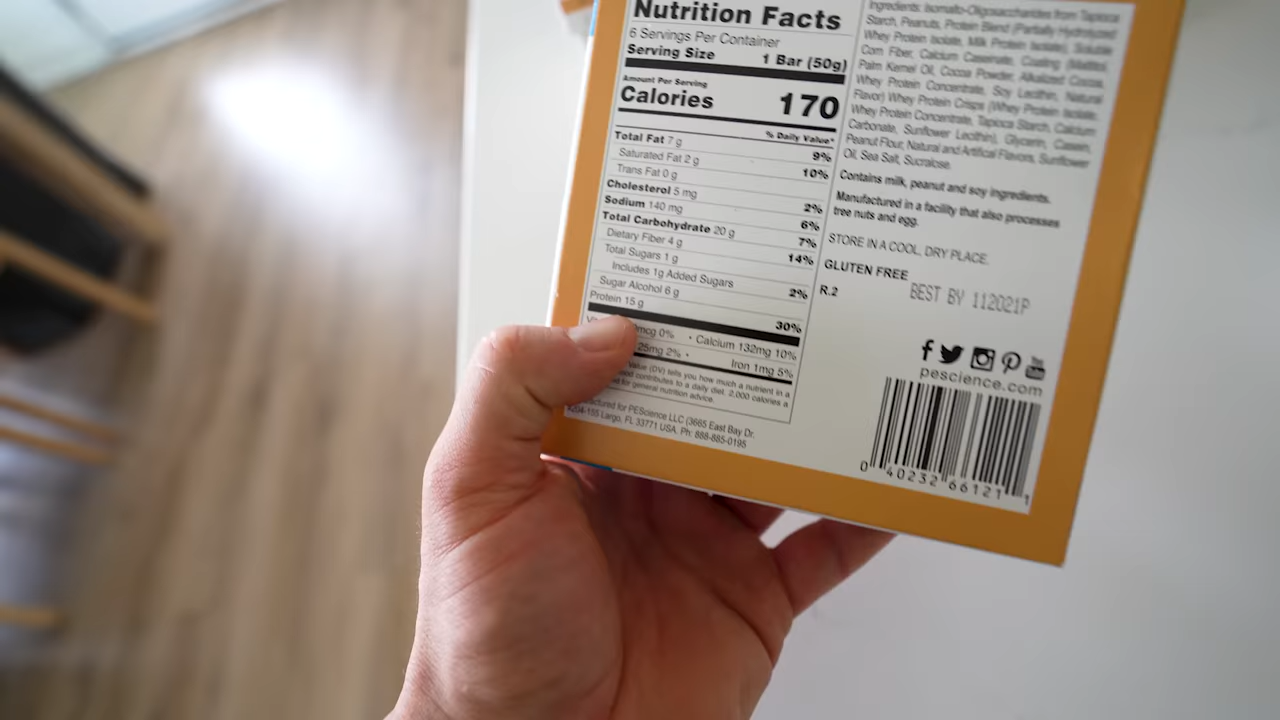 Nutrition Facts
6 Servings Per Container
Serving Size 1 Bar (50g)
Amount Per Serving
Calories 170
% Daily Value*
Total Fat 7 g 9%
Saturated Fat 2 g 10%
Trans Fat 0 g
Cholesterol 5 mg 2%
Sodium 140 mg 6%
Total Carbohydrate 20 g 7%
Dietary Fiber 4 g 14%
Total Sugars 1 g
Includes 1g Added Sugars 2%
Sugar Alcohol 6 g
Protein 15 g 30%
mcg 0% • Calcium 132mg 10%
25mg 2% • Iron 1mg 5%
Value (DV) tells you how much a nutrient in a
contributes to a daily diet. 2,000 calories a
for general nutrition advice.
for PEScience LLC (3665 East Bay Dr.
#204-155 Largo, FL 33771 USA. Ph: 888-885-0195
Ingredients: Isomalto-Oligosaccharides from Tapioca
Starch, Peanuts, Protein Blend (Partially Hydrolyzed
Whey Protein Isolate, Milk Protein Isolate), Soluble
Corn Fiber, Calcium Caseinate, Coating (Maltitol,
Palm Kernel Oil, Cocoa Powder, Alkalized Cocoa,
Whey Protein Concentrate, Soy Lecithin, Natural
Flavor) Whey Protein Crisps (Whey Protein Isolate,
Whey Protein Concentrate, Tapioca Starch, Calcium
Carbonate, Sunflower Lecithin), Glycerin, Casein,
Peanut Flour, Natural and Artificial Flavors, Sunflower
Oil, Sea Salt, Sucralose.
Contains milk, peanut and soy ingredients.
Manufactured in a facility that also processes
tree nuts and egg.
STORE IN A COOL, DRY PLACE.
GLUTEN FREE
R.2 BEST BY 112021P
You
Tube
pescience.com
0 40232 66121 1